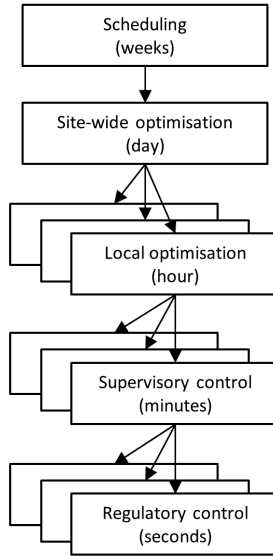 Scheduling
(weeks)
Site-wide optimisation
(day)
Local optimisation
(hour)
Supervisory control
(minutes)
Regulatory control
(seconds)